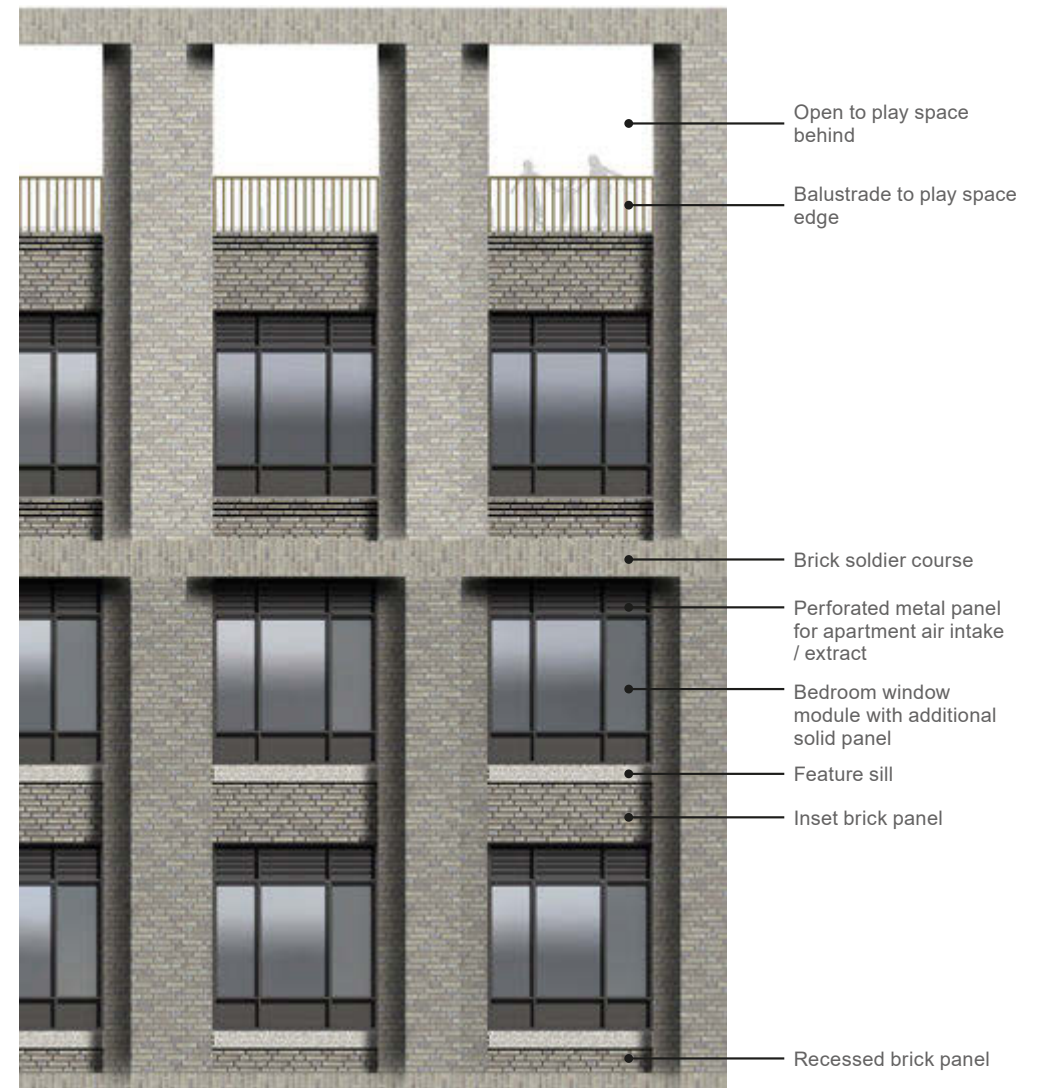 Open to play space
behind
Balustrade to play space
edge
Brick soldier course
Perforated metal panel
for apartment air intake
/ extract
Bedroom window
module with additional
solid panel
Feature sill
Inset brick panel
Recessed brick panel